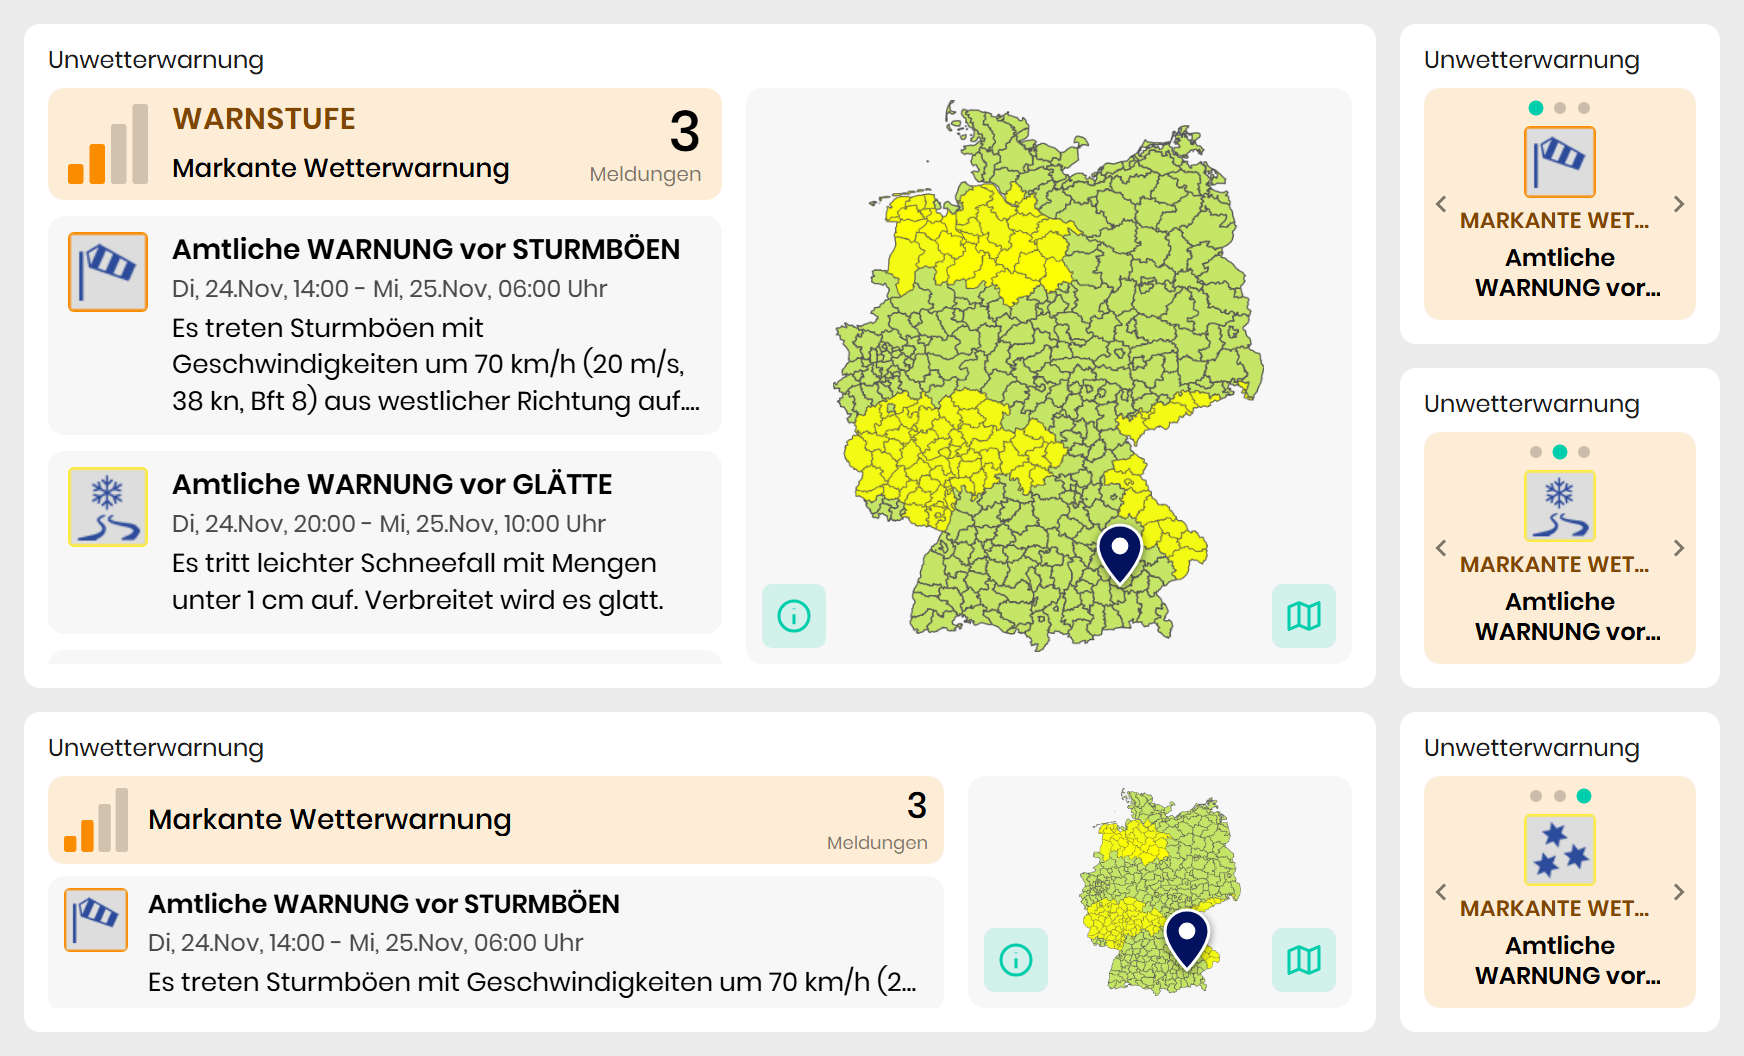 Unwetterwarnung
WARNSTUFE
Markante Wetterwarnung
3
Meldungen
Amtliche WARNUNG vor STURMBÖEN
Di, 24.Nov, 14:00 - Mi, 25.Nov, 06:00 Uhr
Es treten Sturmböen mit
Geschwindigkeiten um 70 km/h (20 m/s,
38 kn, Bft 8) aus westlicher Richtung auf....
Amtliche WARNUNG vor GLÄTTE
Di, 24.Nov, 20:00 - Mi, 25.Nov, 10:00 Uhr
Es tritt leichter Schneefall mit Mengen
unter 1 cm auf. Verbreitet wird es glatt.
Unwetterwarnung
MARKANTE WET...
Amtliche
WARNUNG vor...
Unwetterwarnung
MARKANTE WET...
Amtliche
WARNUNG vor...
Unwetterwarnung
Markante Wetterwarnung
3
Meldungen
Amtliche WARNUNG vor STURMBÖEN
Di, 24.Nov, 14:00 - Mi, 25.Nov, 06:00 Uhr
Es treten Sturmböen mit Geschwindigkeiten um 70 km/h (2...
Unwetterwarnung
MARKANTE WET...
Amtliche
WARNUNG vor...